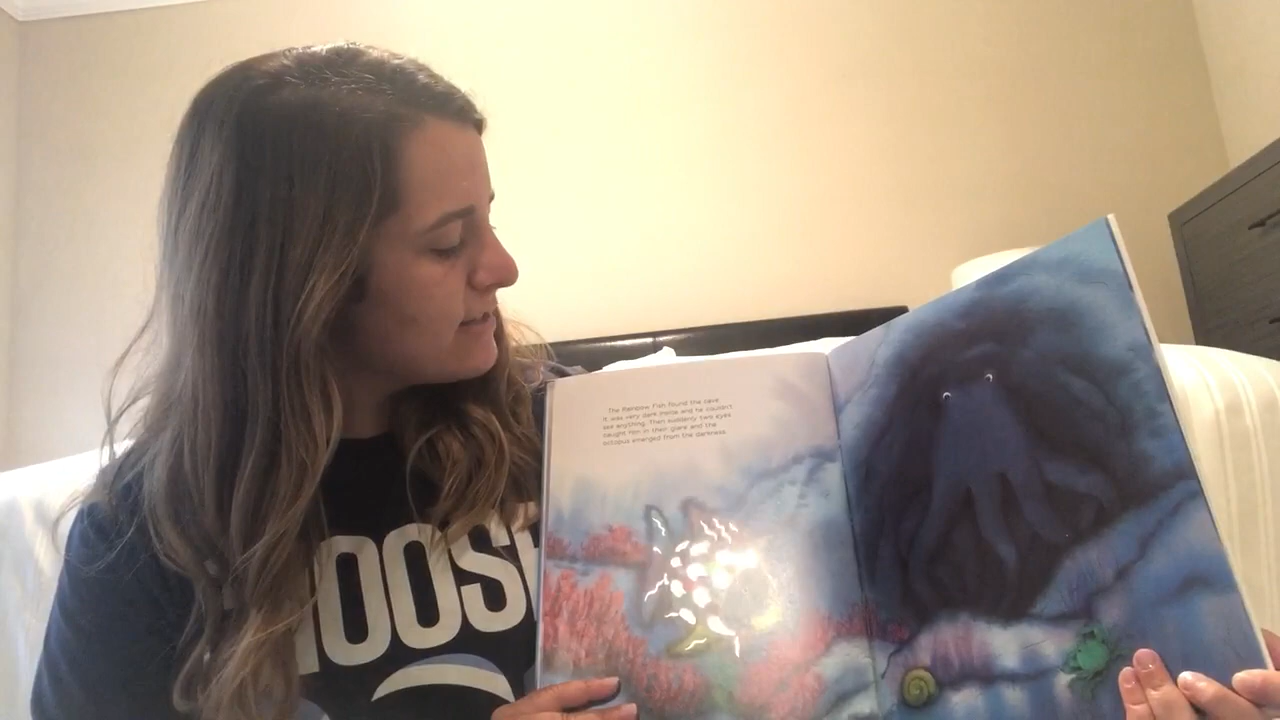 HOOSE
The Rainbow Fish found the cave.
It was very dark inside and he couldn't
see anything. Then suddenly two eyes
caught him in their glare and the
octopus emerged from the darkness.